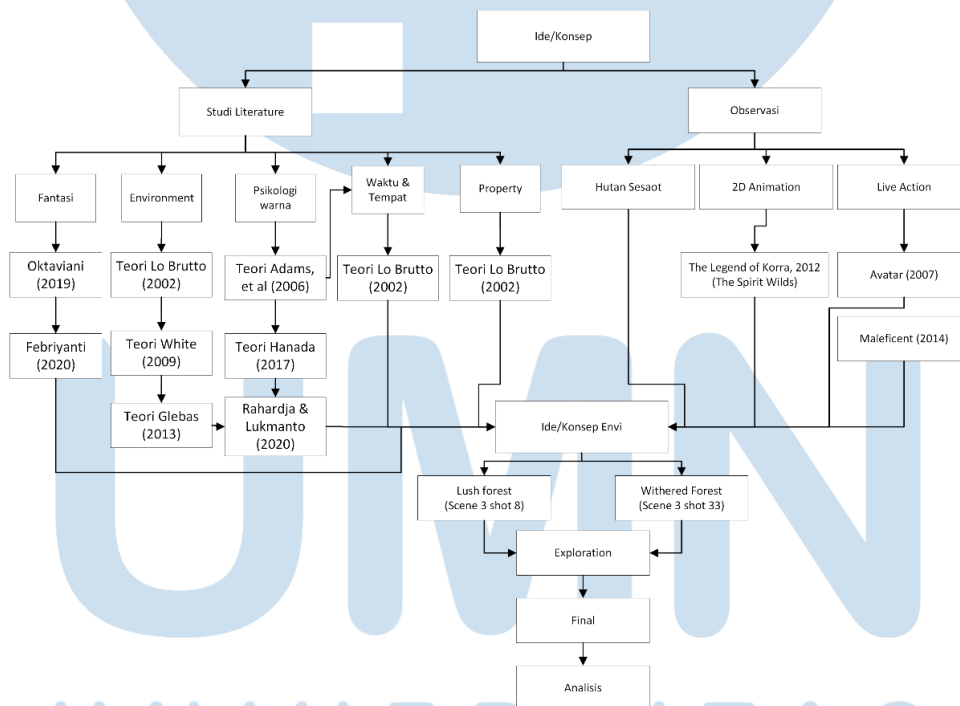 Ide/Konsep
Studi Literature
Observasi
Fantasi
Environment
Psikologi
warna
Waktu &
Tempat
Property
Hutan Sesaot
2D Animation
Live Action
Oktaviani
(2019)
Teori Lo Brutto
(2002)
Teori Adams,
et al (2006)
Teori Lo Brutto
(2002)
Teori Lo Brutto
(2002)
The Legend of Korra, 2012
(The Spirit Wilds)
Avatar (2007)
Febriyanti
(2020)
Teori White
(2009)
Teori Hanada
(2017)
Maleficent (2014)
Teori Glebas
(2013)
Rahardja &
Lukmanto
(2020)
Ide/Konsep Envi
Lush forest
(Scene 3 shot 8)
Withered Forest
(Scene 3 shot 33)
Exploration
Final
Analisis
UMN